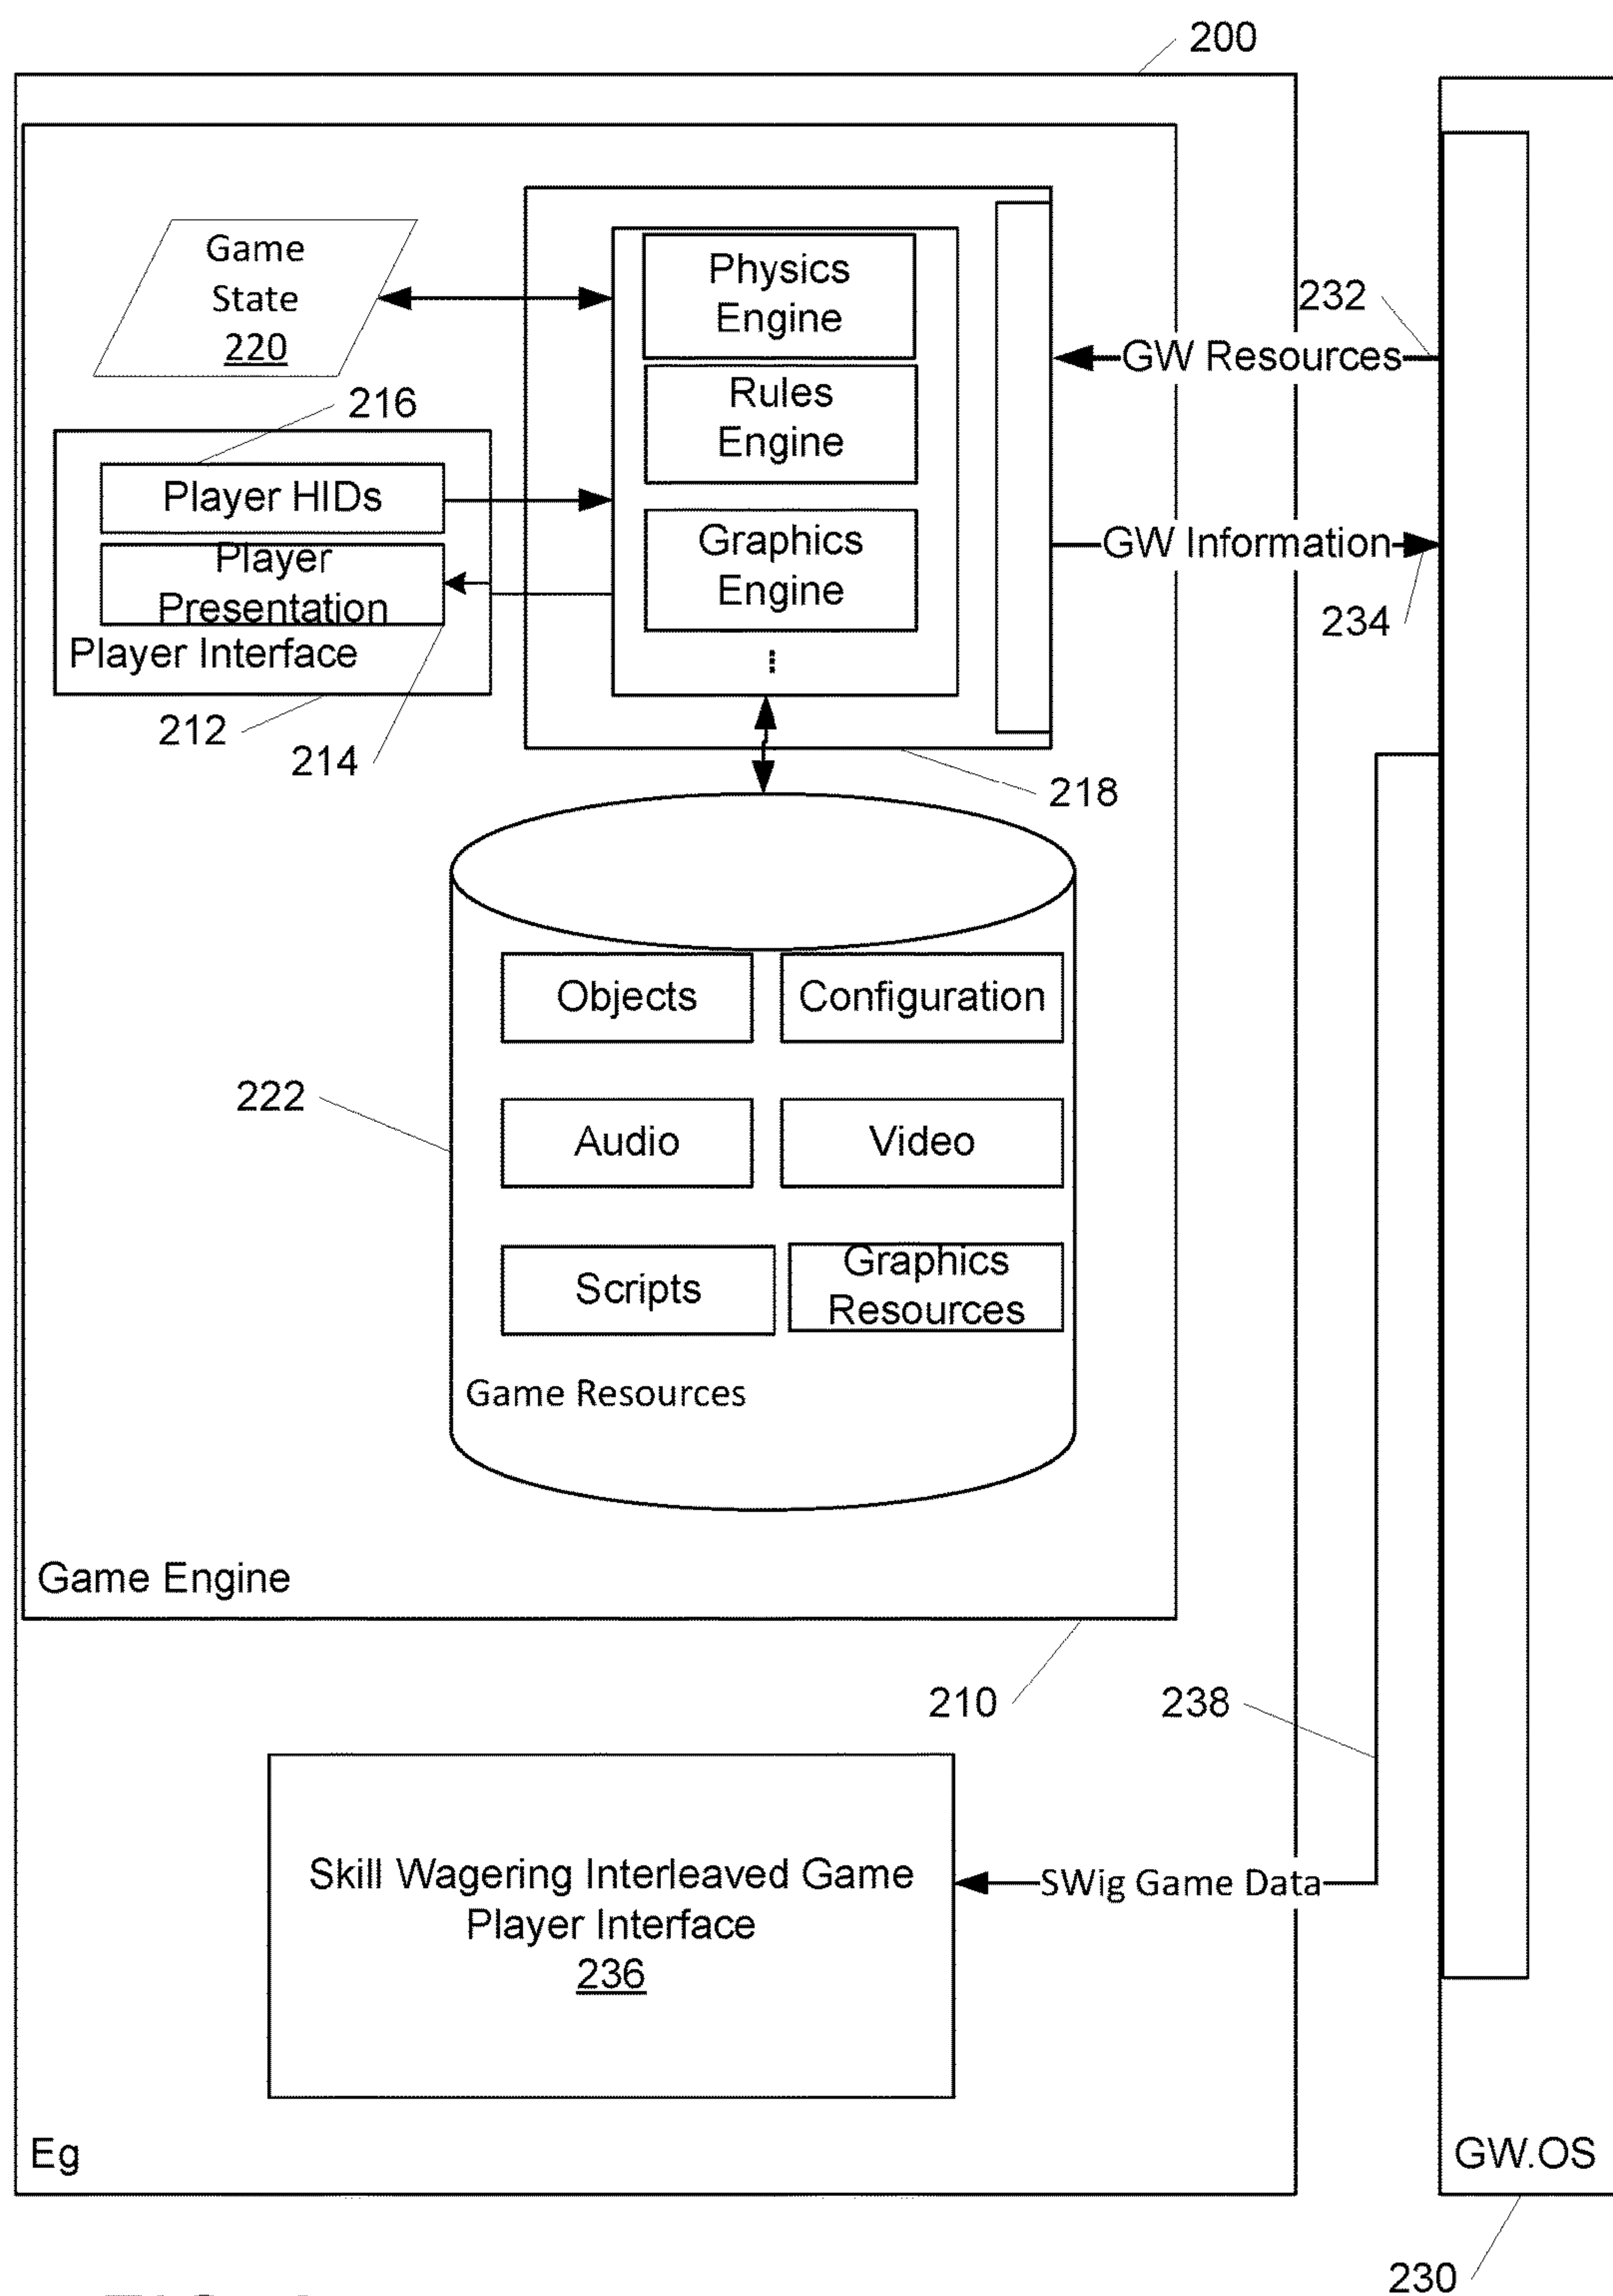 200
Game
State
220
Physics
Engine
232
GW Resources
216
Rules
Engine
Player HIDs
Player
Presentation
Player Interface
Graphics
Engine
GW Information
234
212
214
218
Objects
Configuration
222
Audio
Video
Scripts
Graphics
Resources
Game Resources
Game Engine
210
238
Skill Wagering Interleaved Game
Player Interface
236
SWig Game Data
Eg
GW.OS
230